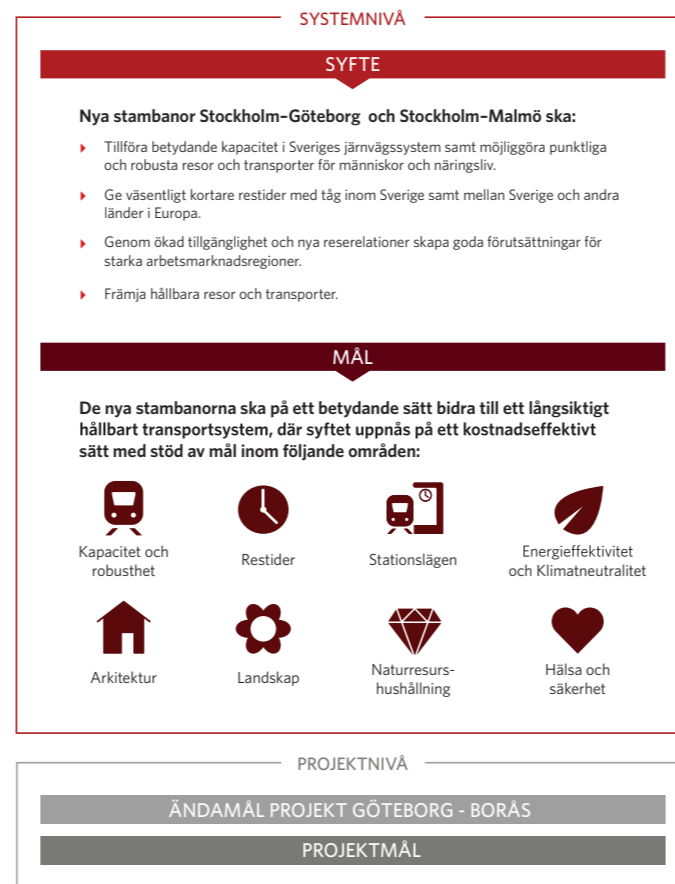 SYSTEMNIVÅ
SYFTE
Nya stambanor Stockholm–Göteborg och Stockholm–Malmö ska:
Tillföra betydande kapacitet i Sveriges järnvägssystem samt möjliggöra punktliga
och robusta resor och transporter för människor och näringsliv.
Ge väsentligt kortare restider med tåg inom Sverige samt mellan Sverige och andra
länder i Europa.
Genom ökad tillgänglighet och nya reserelationer skapa goda förutsättningar för
starka arbetsmarknadsregioner.
Främja hållbara resor och transporter.
MÅL
De nya stambanorna ska på ett betydande sätt bidra till ett långsiktigt
hållbart transportsystem, där syftet uppnås på ett kostnadseffektivt
sätt med stöd av mål inom följande områden:
Kapacitet och
robusthet
Restider
Stationslägen
Energieffektivitet
och Klimatneutralitet
Arkitektur
Landskap
Naturresurs-
hushållning
Hälsa och
säkerhet
PROJEKTNIVÅ
ÄNDAMÅL PROJEKT GÖTEBORG - BORÅS
PROJEKTMÅL